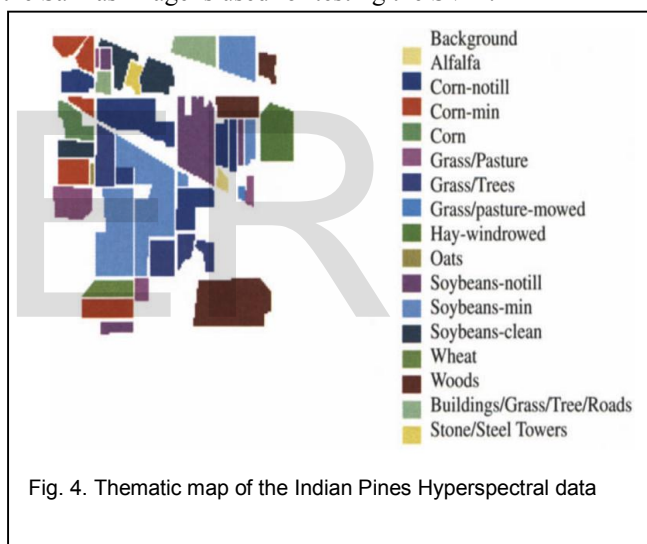 Background
Alfalfa
Corn-notill
Corn-min
Corn
Grass/Pasture
Grass/Trees
Grass/pasture-mowed
Hay-windrowed
Oats
Soybeans-notill
Soybeans-min
Soybeans-clean
Wheat
Woods
Buildings/Grass/Tree/Roads
Stone/Steel Towers
ER
Fig. 4. Thematic map of the Indian Pines Hyperspectral data